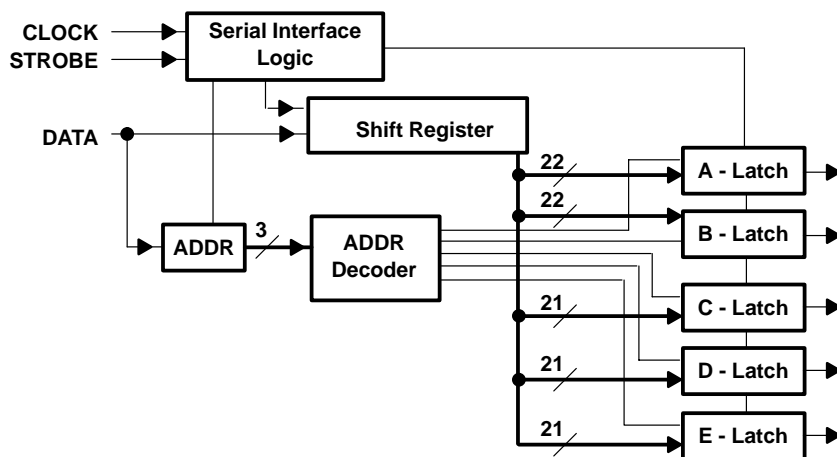 CLOCK
STROBE
Serial Interface
Logic
DATA
Shift Register
22
A - Latch
22
B - Latch
ADDR
3
ADDR
Decoder
21
C - Latch
21
D - Latch
21
E - Latch